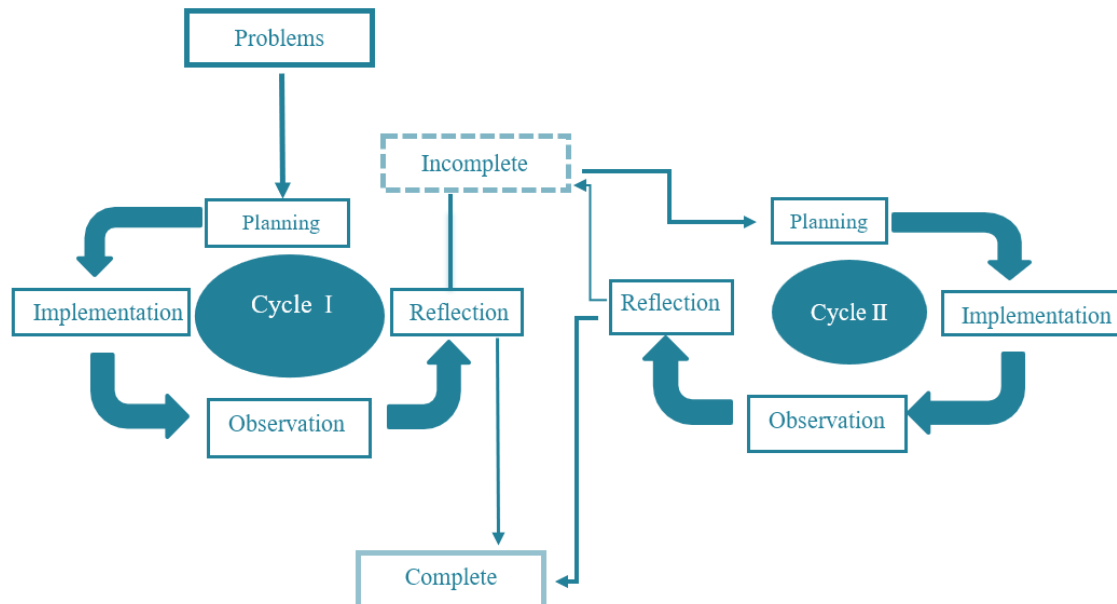 Problems
Incomplete
Planning
Planning
Implementation
Cycle I
Reflection
Reflection
Cycle II
Implementation
Observation
Observation
Complete